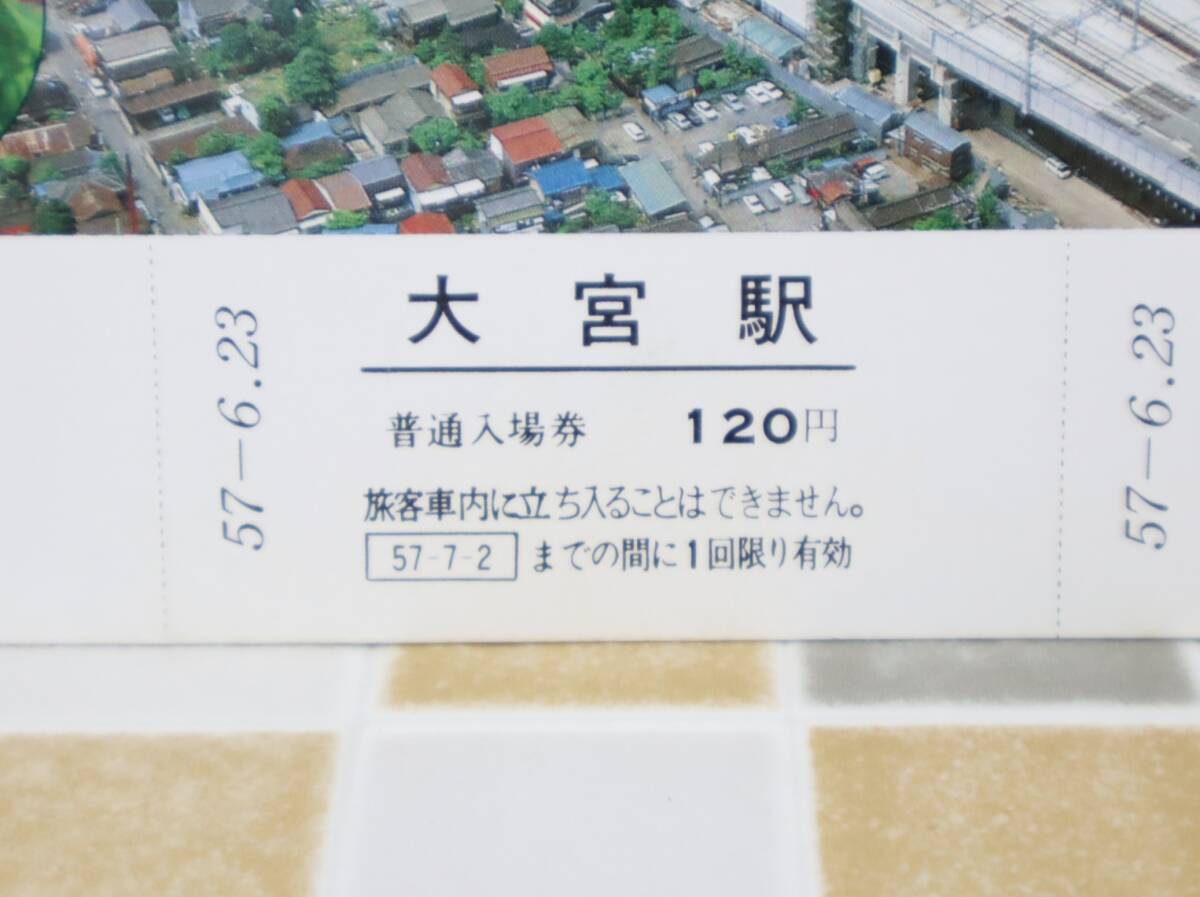 57-6.23
大宮駅
普通入場券 120円
旅客車内に立ち入ることはできません。
57-7-2 までの間に1回限り有効
57-6.23